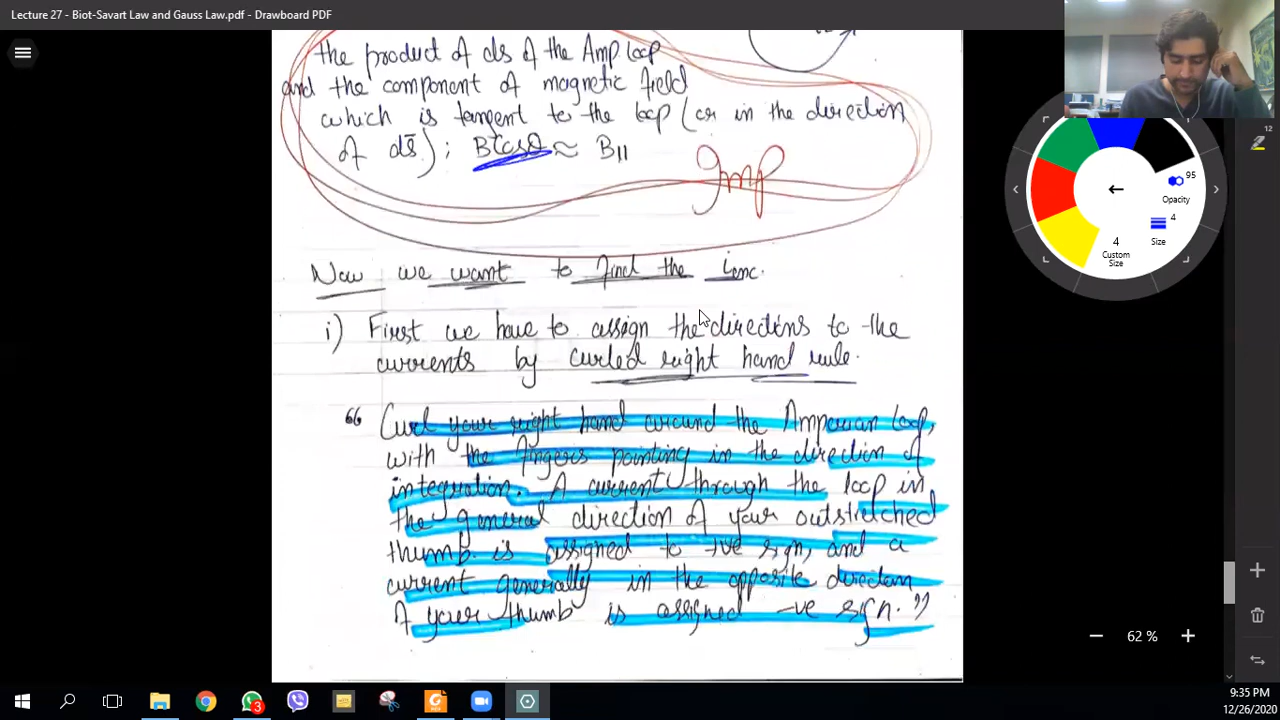 Lecture 27 - Biot-Savart Law and Gauss Law.pdf - Drawboard PDF
the product of ds of the Amp loop
and the component of magnetic field
which is tangent to the loop (or in the direction
of ds); BCosθ ≈ B||
Imp
Now we want to find the ienc.
i) First we have to assign the directions to the
currents by curled right hand rule.
“ Curl your right hand around the Amperian loop,
with the fingers pointing in the direction of
integration. A current through the loop in
the general direction of your outstretched
thumb is assigned to +ve sign, and a
current generally in the opposite direction
of your thumb is assigned -ve sign. ”
12
95
Opacity
4
Size
4
Custom
Size
62 %
3
9:35 PM
12/26/2020